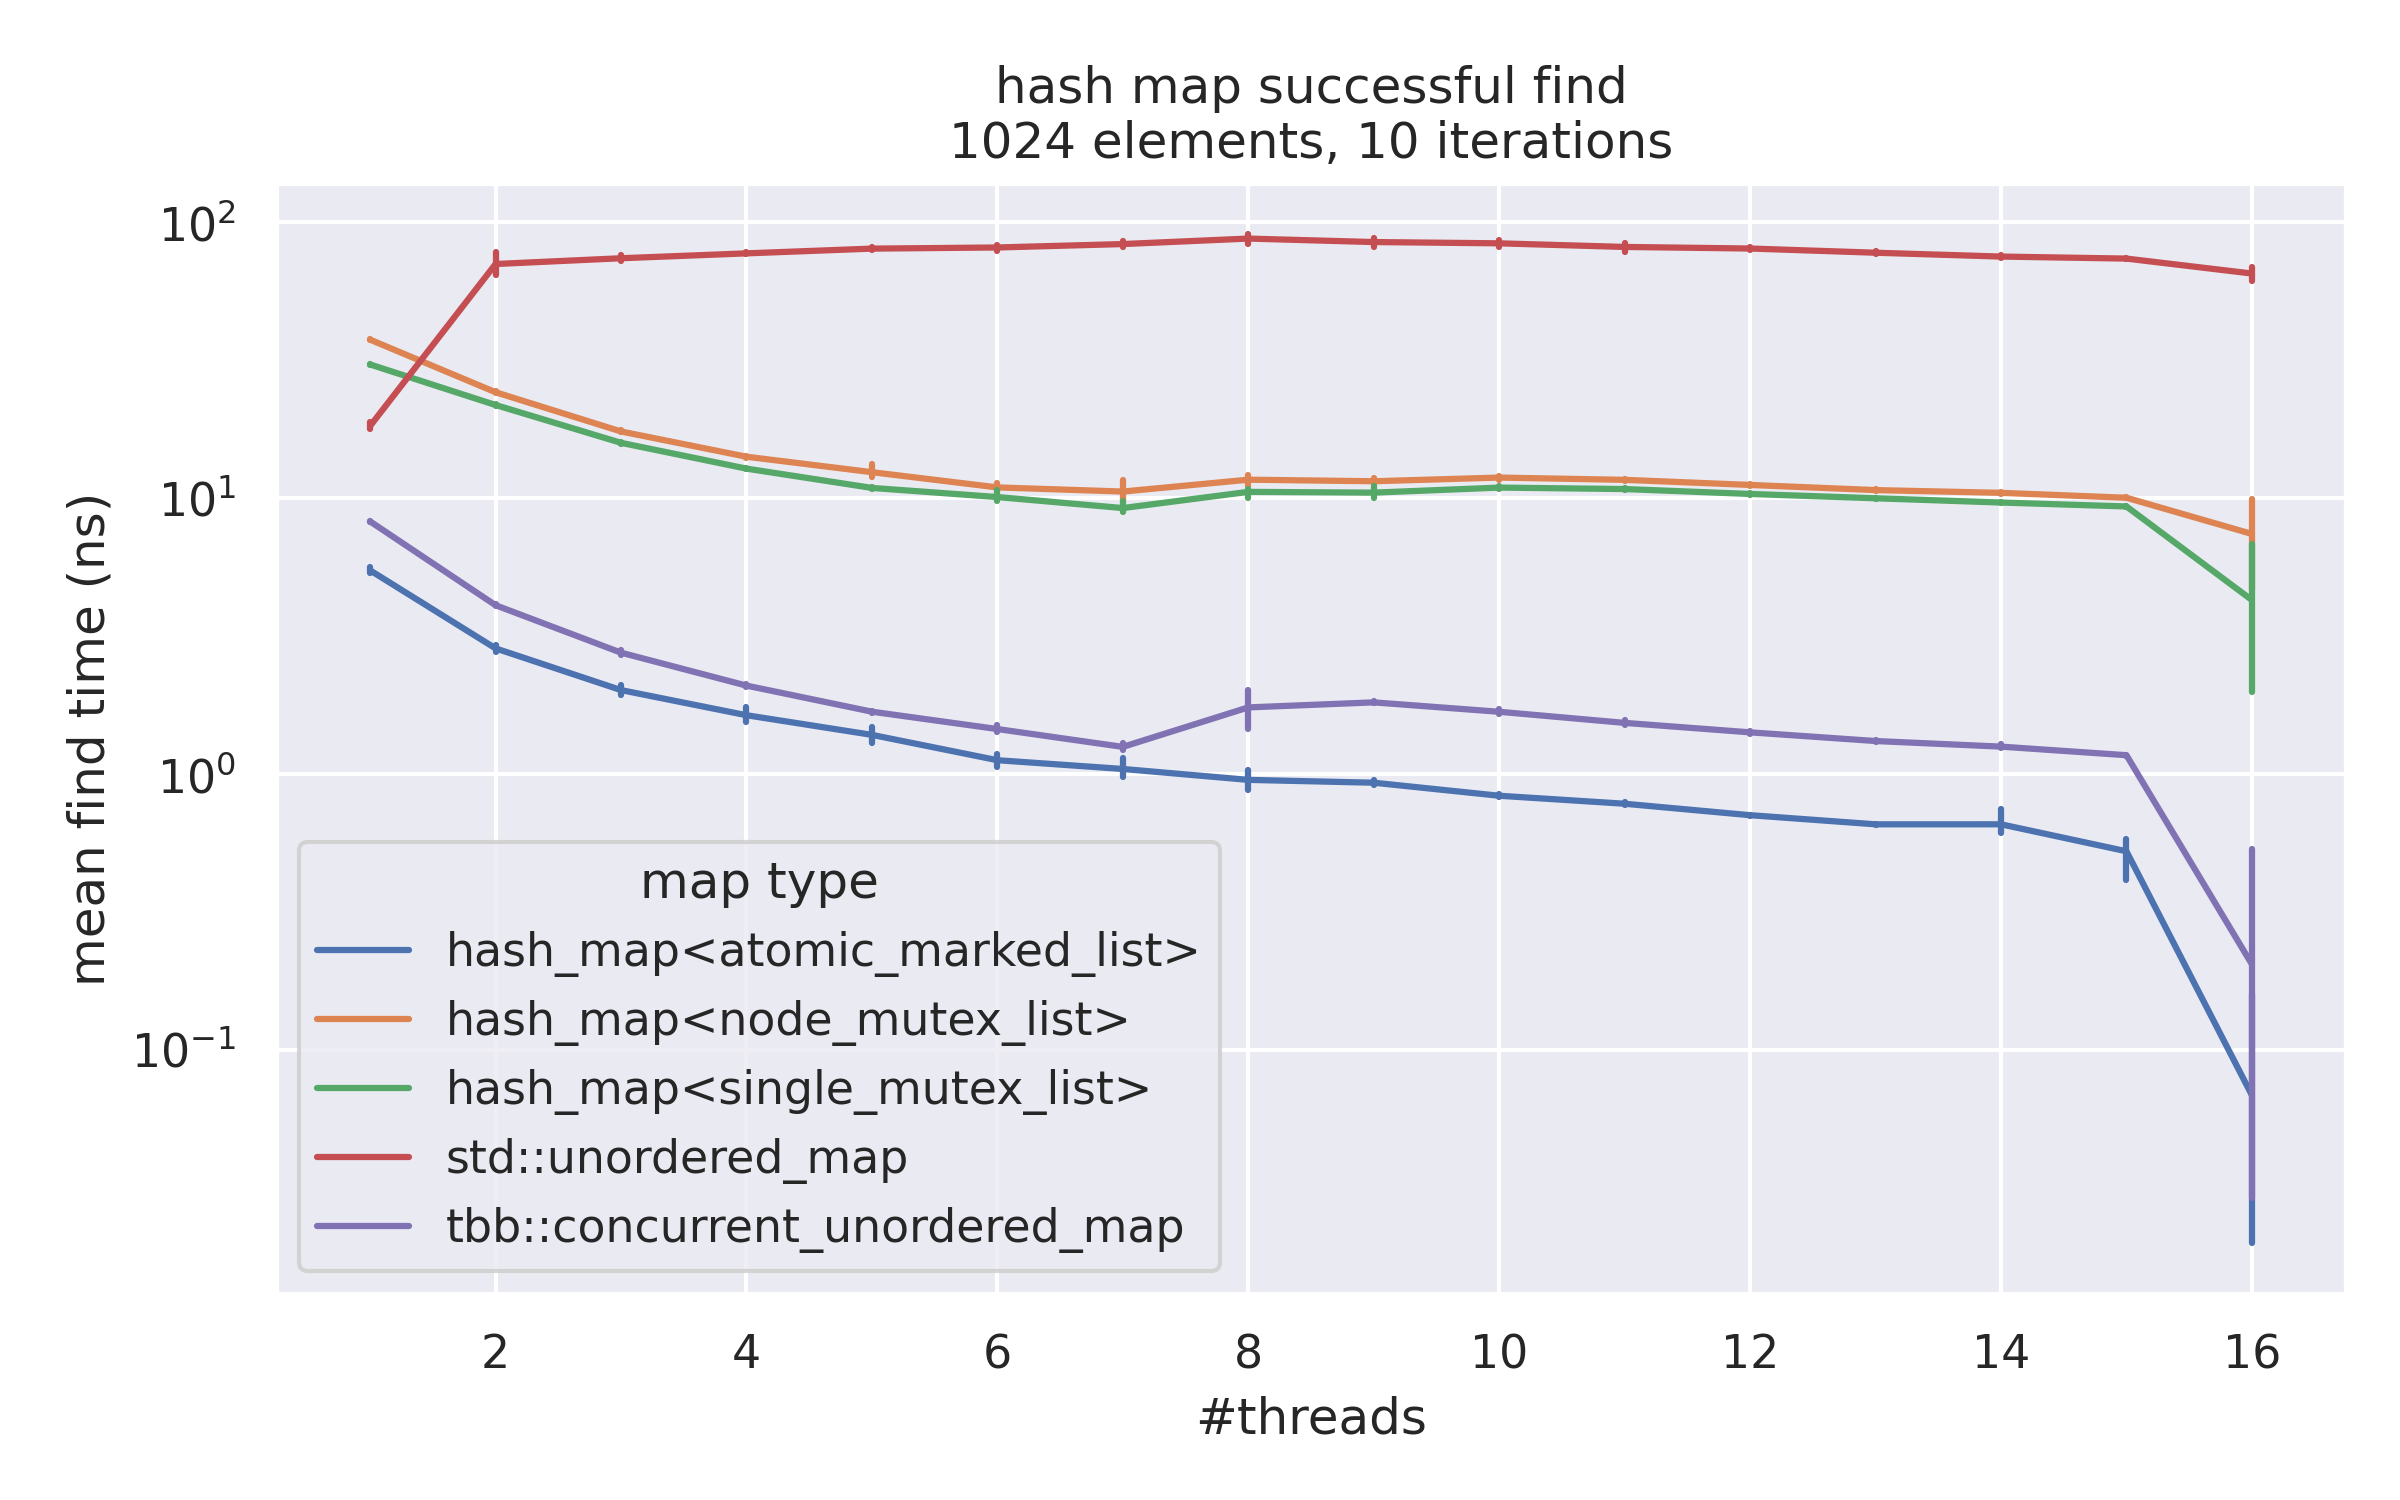 hash map successful find
1024 elements, 10 iterations
mean find time (ns)
10²
10¹
10⁰
10⁻¹
map type
hash_map<atomic_marked_list>
hash_map<node_mutex_list>
hash_map<single_mutex_list>
std::unordered_map
tbb::concurrent_unordered_map
2 4 6 8 10 12 14 16
#threads